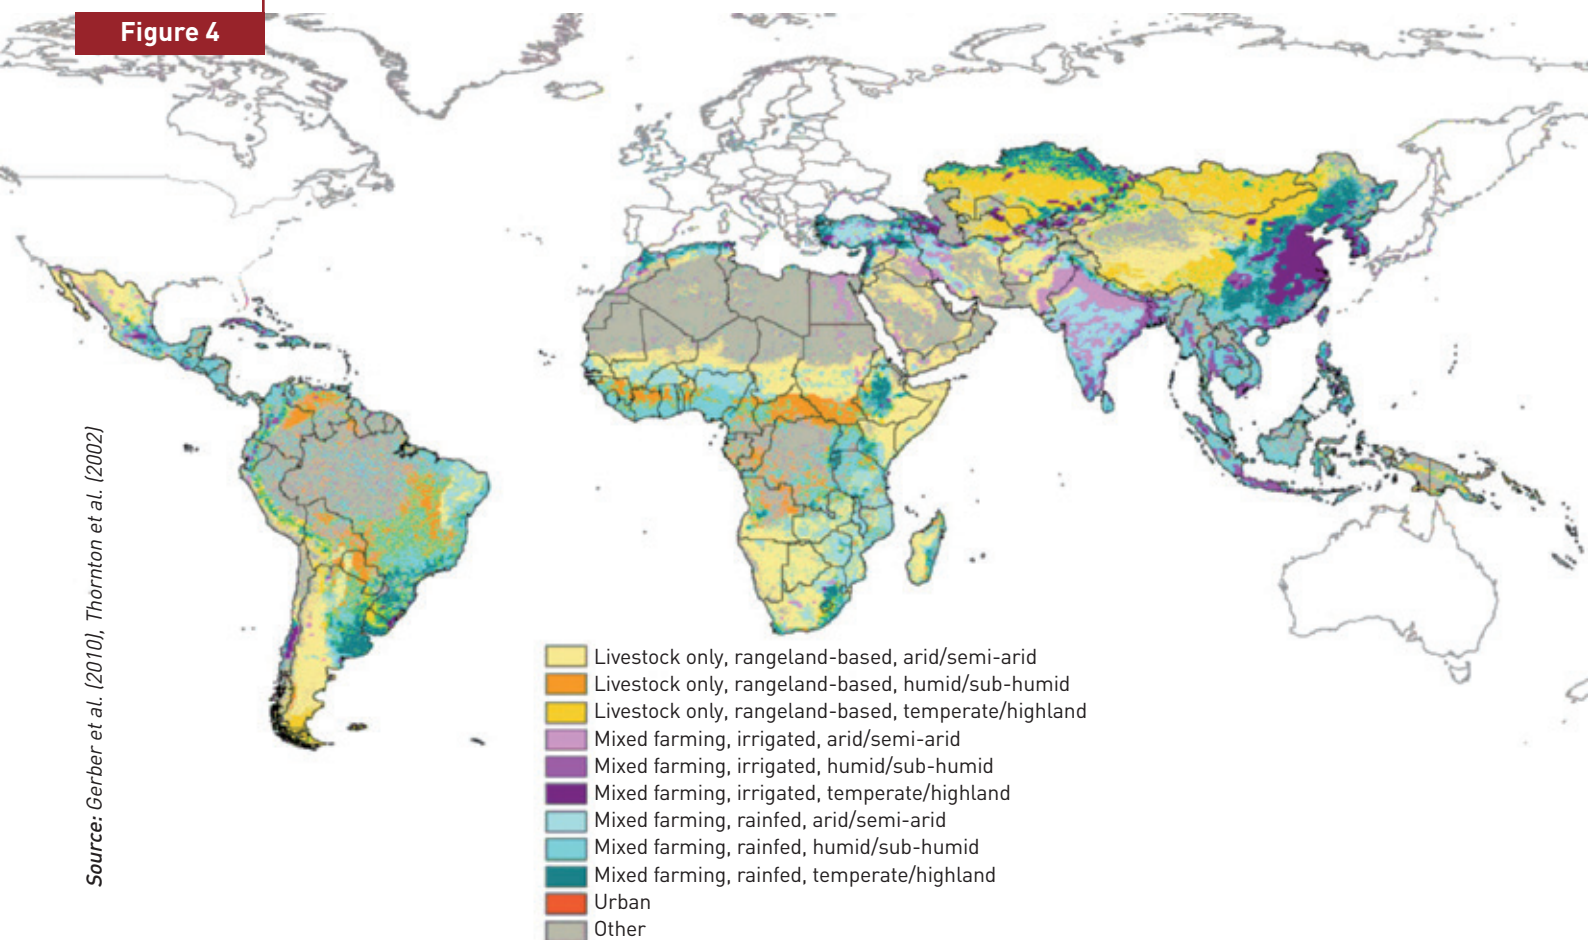 Figure 4
Source: Gerber et al. (2010), Thornton et al. (2002)
Livestock only, rangeland-based, arid/semi-arid
Livestock only, rangeland-based, humid/sub-humid
Livestock only, rangeland-based, temperate/highland
Mixed farming, irrigated, arid/semi-arid
Mixed farming, irrigated, humid/sub-humid
Mixed farming, irrigated, temperate/highland
Mixed farming, rainfed, arid/semi-arid
Mixed farming, rainfed, humid/sub-humid
Mixed farming, rainfed, temperate/highland
Urban
Other